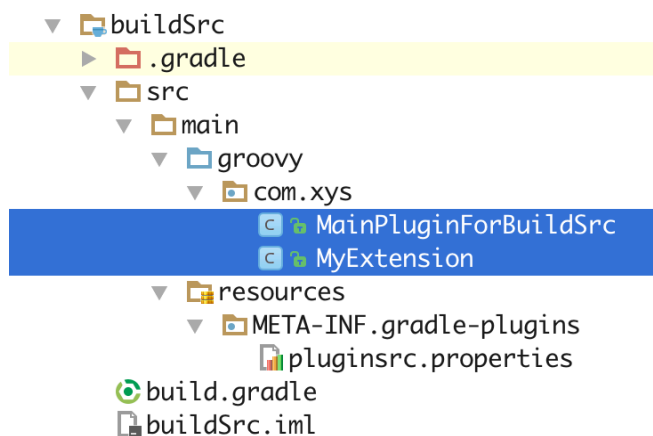 buildSrc
.gradle
src
main
groovy
com.xys
C MainPluginForBuildSrc
C MyExtension
resources
META-INF.gradle-plugins
pluginsrc.properties
build.gradle
buildSrc.iml